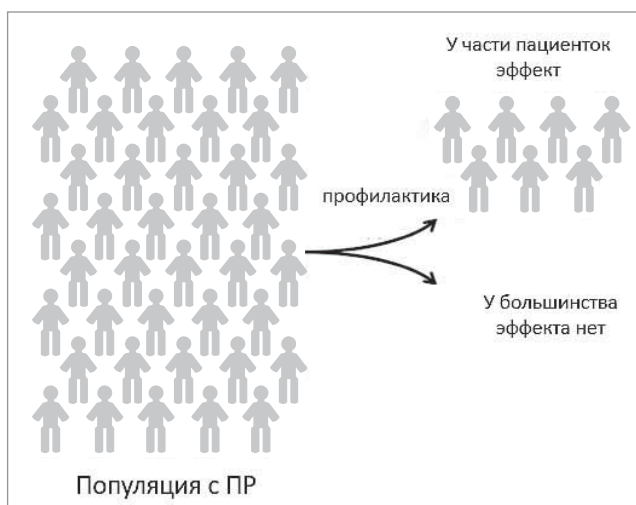 У части пациенток
эффект
профилактика
У большинства
эффекта нет
Популяция с ПР